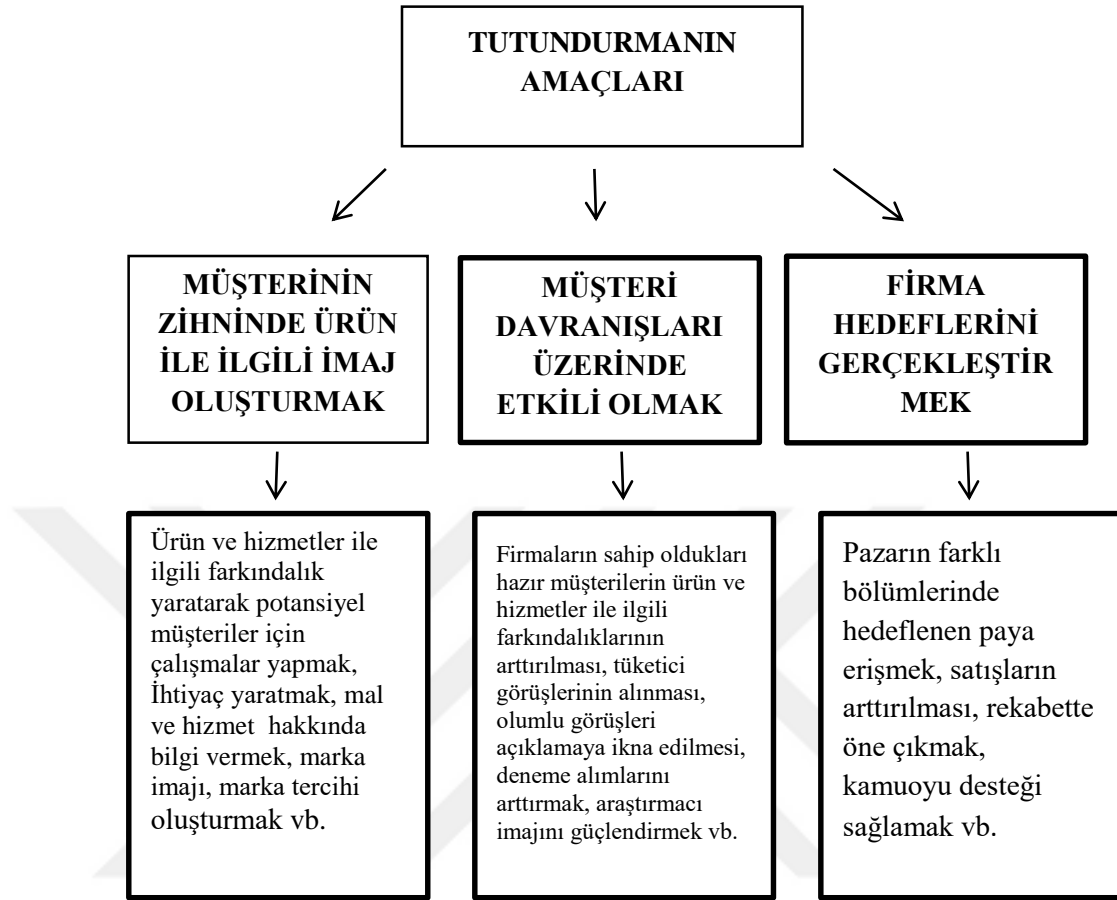 TUTUNDURMANIN
AMAÇLARI
MÜŞTERİNİN
ZİHNİNDE ÜRÜN
İLE İLGİLİ İMAJ
OLUŞTURMAK
MÜŞTERİ
DAVRANIŞLARI
ÜZERİNDE
ETKİLİ OLMAK
FİRMA
HEDEFLERİNİ
GERÇEKLEŞTİR
MEK
Ürün ve hizmetler ile
ilgili farkındalık
yaratarak potansiyel
müşteriler için
çalışmalar yapmak,
İhtiyaç yaratmak, mal
ve hizmet hakkında
bilgi vermek, marka
imajı, marka tercihi
oluşturmak vb.
Firmaların sahip oldukları
hazır müşterilerin ürün ve
hizmetler ile ilgili
farkındalıklarının
arttırılması, tüketici
görüşlerinin alınması,
olumlu görüşleri
açıklamaya ikna edilmesi,
deneme alımlarını
arttırmak, araştırmacı
imajını güçlendirmek vb.
Pazarın farklı
bölümlerinde
hedeflenen paya
erişmek, satışların
arttırılması, rekabette
öne çıkmak,
kamuoyu desteği
sağlamak vb.